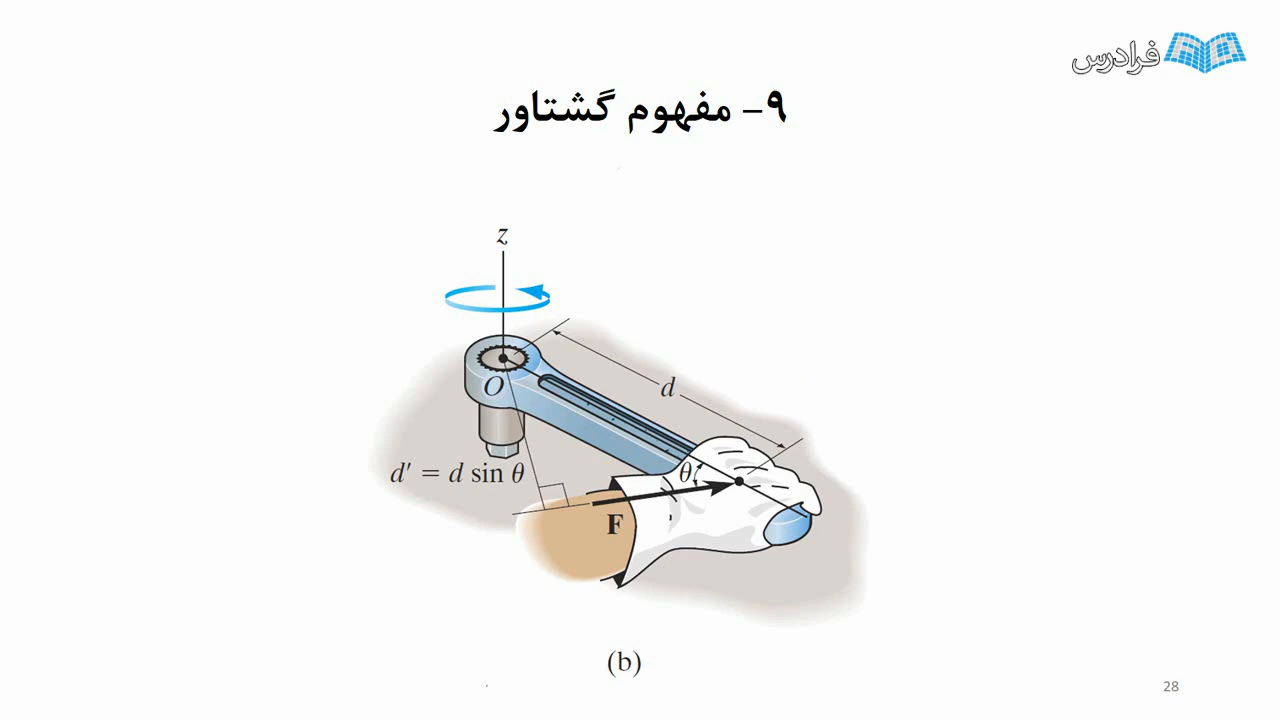 فرادرس
۹- مفهوم گشتاور
z
O
d
d′ = d sin θ
θ
F
(b)
28